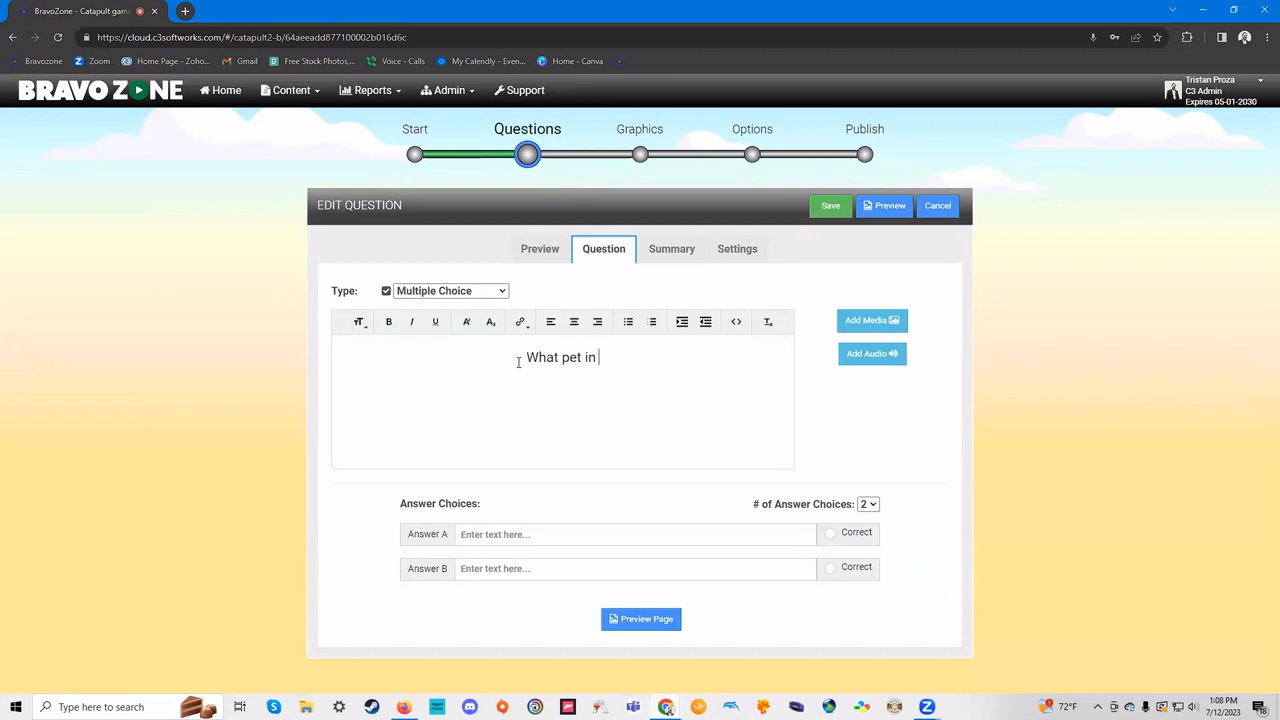 BravoZone - Catapult gam
https://cloud.c3softworks.com/#/catapult2-b/64aeeadd877100002b016d6c
Bravozone
Zoom
Home Page - Zoho...
Gmail
Free Stock Photos,...
Voice - Calls
My Calendly - Even...
Home - Canva
BRAVO ZONE
Home
Content
Reports
Admin
Support
Tristan Proza
C3 Admin
Expires 05-01-2030
Start
Questions
Graphics
Options
Publish
EDIT QUESTION
Save
Preview
Cancel
Preview
Question
Summary
Settings
Type:
Multiple Choice
Add Media
Add Audio
What pet in
Answer Choices:
# of Answer Choices: 2
Answer A
Enter text here...
Correct
Answer B
Enter text here...
Correct
Preview Page
Type here to search
72°F
1:08 PM
7/12/2023